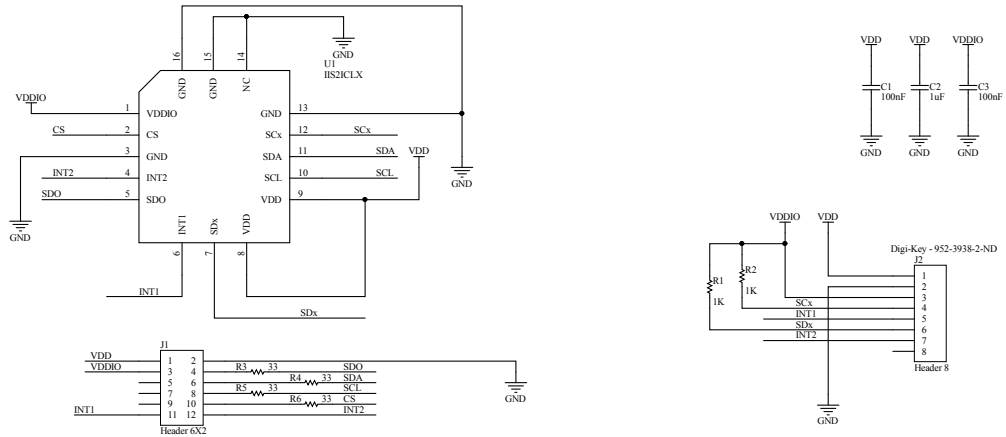 16
15
14
GND
GND
NC
GND
U1
IIS2ICLX
VDDIO
1
VDDIO
GND
13
CS
2
CS
SCx
12
SCx
3
GND
SDA
11
SDA
VDD
INT2
4
INT2
SCL
10
SCL
SDO
5
SDO
VDD
9
GND
GND
INT1
SDx
VDD
6
7
8
INT1
SDx
VDD
VDD
VDDIO
C1
100nF
C2
1uF
C3
100nF
GND
GND
GND
J1
VDD
1
2
VDDIO
3
4
R3
33
SDO
5
6
R4
33
SDA
7
8
R5
33
SCL
9
10
R6
33
CS
INT1
11
12
INT2
Header 6X2
GND
VDDIO
VDD
Digi-Key - 952-3938-2-ND
J2
R1
1K
R2
1K
1
2
3
SCx
4
INT1
5
SDx
6
INT2
7
8
Header 8
GND